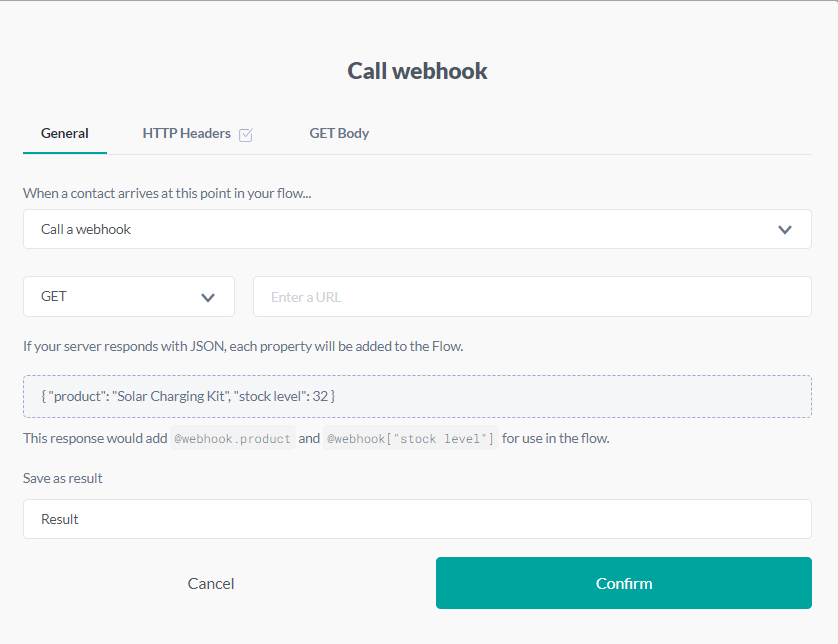 Call webhook
General HTTP Headers GET Body
When a contact arrives at this point in your flow...
Call a webhook
GET Enter a URL
If your server responds with JSON, each property will be added to the Flow.
{ "product": "Solar Charging Kit", "stock level": 32 }
This response would add @webhook.product and @webhook["stock level"] for use in the flow.
Save as result
Result
Cancel Confirm